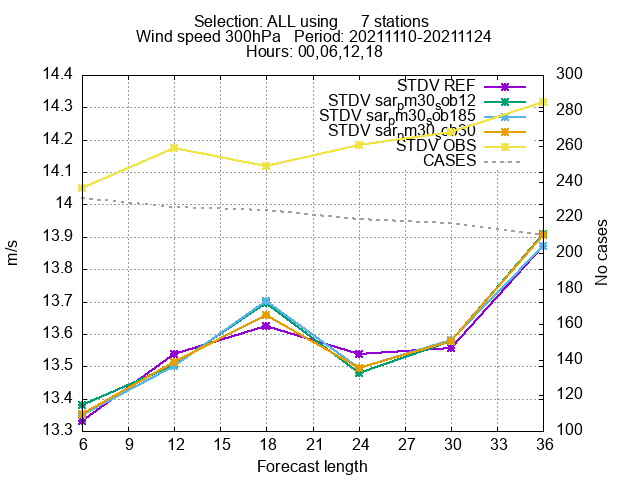 Selection: ALL using 7 stations
Wind speed 300hPa Period: 20211110-20211124
Hours: 00,06,12,18
14.4
14.3
14.2
14.1
14
13.9
13.8
13.7
13.6
13.5
13.4
13.3
m/s
STDV REF
STDV sar_pm30_sob12
STDV sar_pm30_sob185
STDV sar_pm30_sob30
STDV OBS
CASES
300
280
260
240
220
200
180
160
140
120
100
No cases
6 9 12 15 18 21 24 27 30 33 36
Forecast length